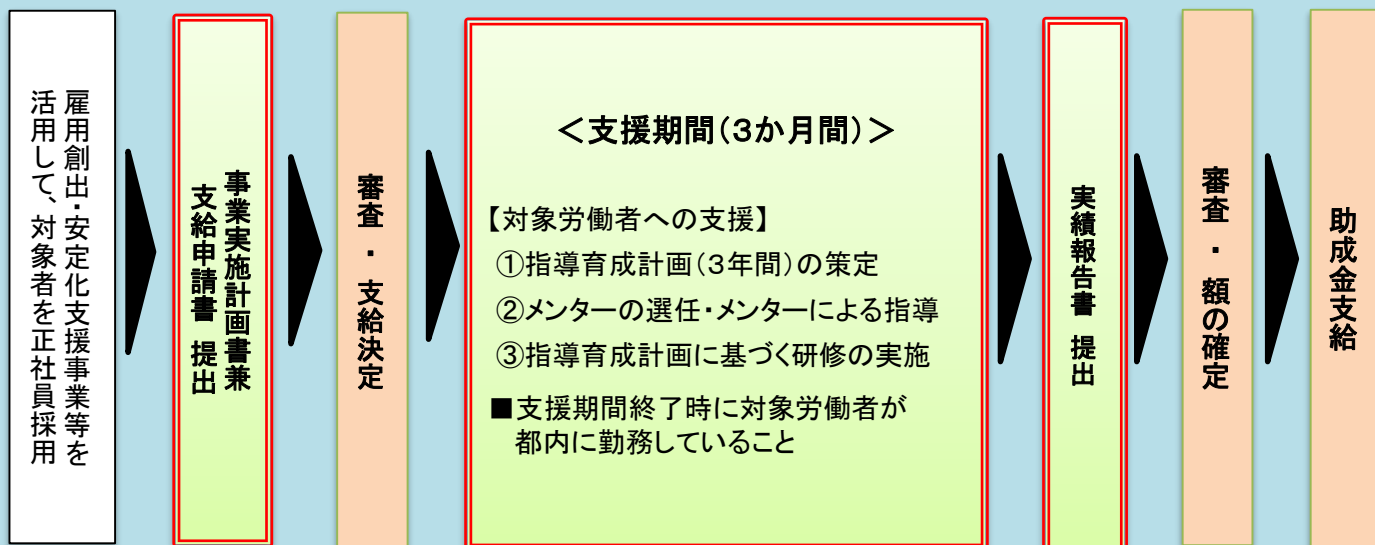 雇用創出・安定化支援事業等を
活用して、対象者を正社員採用
事業実施計画書兼
支給申請書 提出
審査・支給決定
＜支援期間（３か月間）＞
【対象労働者への支援】
①指導育成計画（３年間）の策定
②メンターの選任・メンターによる指導
③指導育成計画に基づく研修の実施
■支援期間終了時に対象労働者が
都内に勤務していること
実績報告書 提出
審査・額の確定
助成金支給